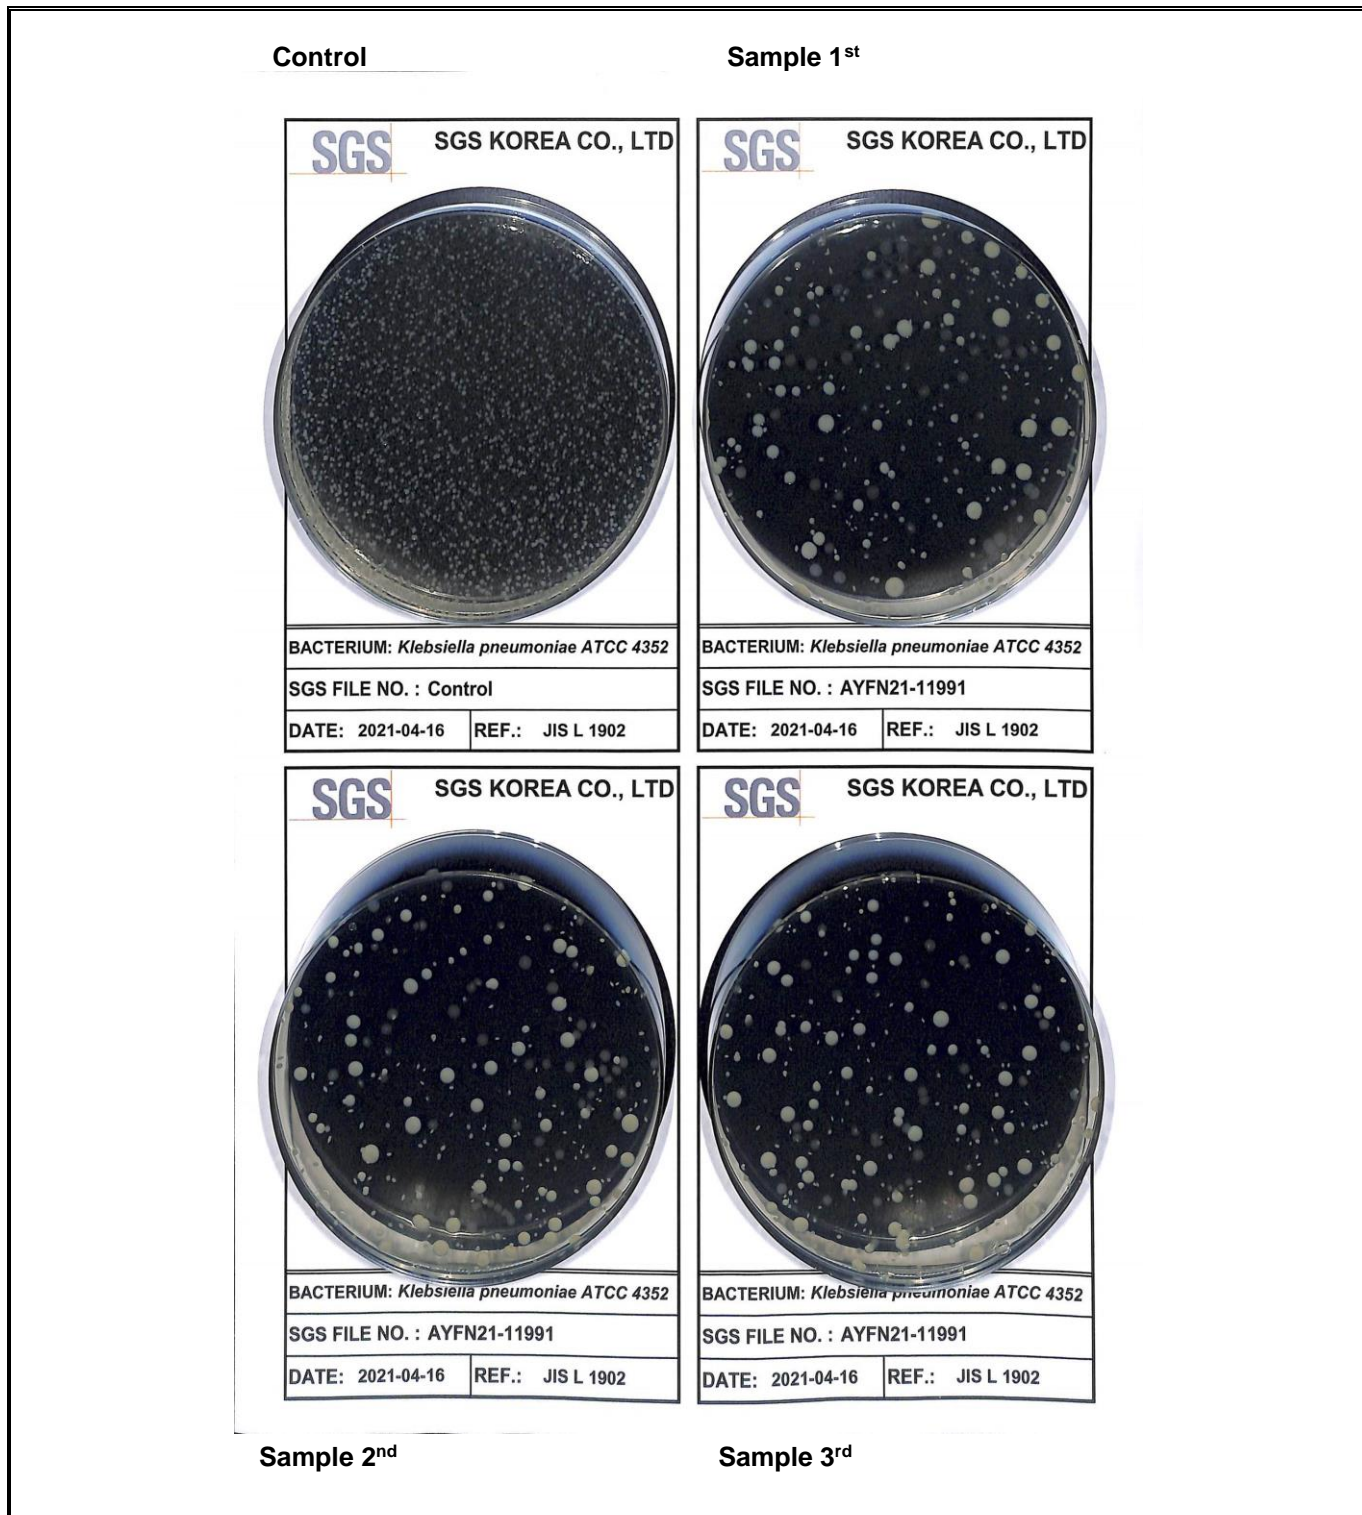 Control
Sample 1st
SGS SGS KOREA CO., LTD
BACTERIUM: Klebsiella pneumoniae ATCC 4352
SGS FILE NO. : Control
DATE: 2021-04-16 REF.: JIS L 1902
SGS SGS KOREA CO., LTD
BACTERIUM: Klebsiella pneumoniae ATCC 4352
SGS FILE NO. : AYFN21-11991
DATE: 2021-04-16 REF.: JIS L 1902
SGS SGS KOREA CO., LTD
BACTERIUM: Klebsiella pneumoniae ATCC 4352
SGS FILE NO. : AYFN21-11991
DATE: 2021-04-16 REF.: JIS L 1902
SGS SGS KOREA CO., LTD
BACTERIUM: Klebsiella pneumoniae ATCC 4352
SGS FILE NO. : AYFN21-11991
DATE: 2021-04-16 REF.: JIS L 1902
Sample 2nd
Sample 3rd